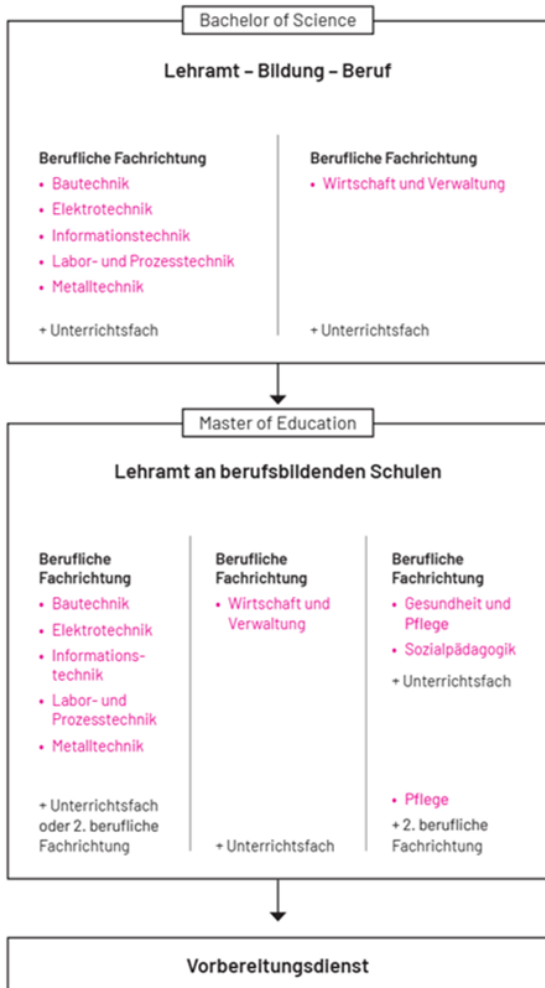 Bachelor of Science
Lehramt – Bildung – Beruf
Berufliche Fachrichtung
• Bautechnik
• Elektrotechnik
• Informationstechnik
• Labor- und Prozesstechnik
• Metalltechnik
+ Unterrichtsfach
Berufliche Fachrichtung
• Wirtschaft und Verwaltung
+ Unterrichtsfach
Master of Education
Lehramt an berufsbildenden Schulen
Berufliche
Fachrichtung
• Bautechnik
• Elektrotechnik
• Informations-
technik
• Labor- und
Prozesstechnik
• Metalltechnik
+ Unterrichtsfach
oder 2. berufliche
Fachrichtung
Berufliche
Fachrichtung
• Wirtschaft und
Verwaltung
+ Unterrichtsfach
Berufliche
Fachrichtung
• Gesundheit und
Pflege
• Sozialpädagogik
+ Unterrichtsfach
• Pflege
+ 2. berufliche
Fachrichtung
Vorbereitungsdienst